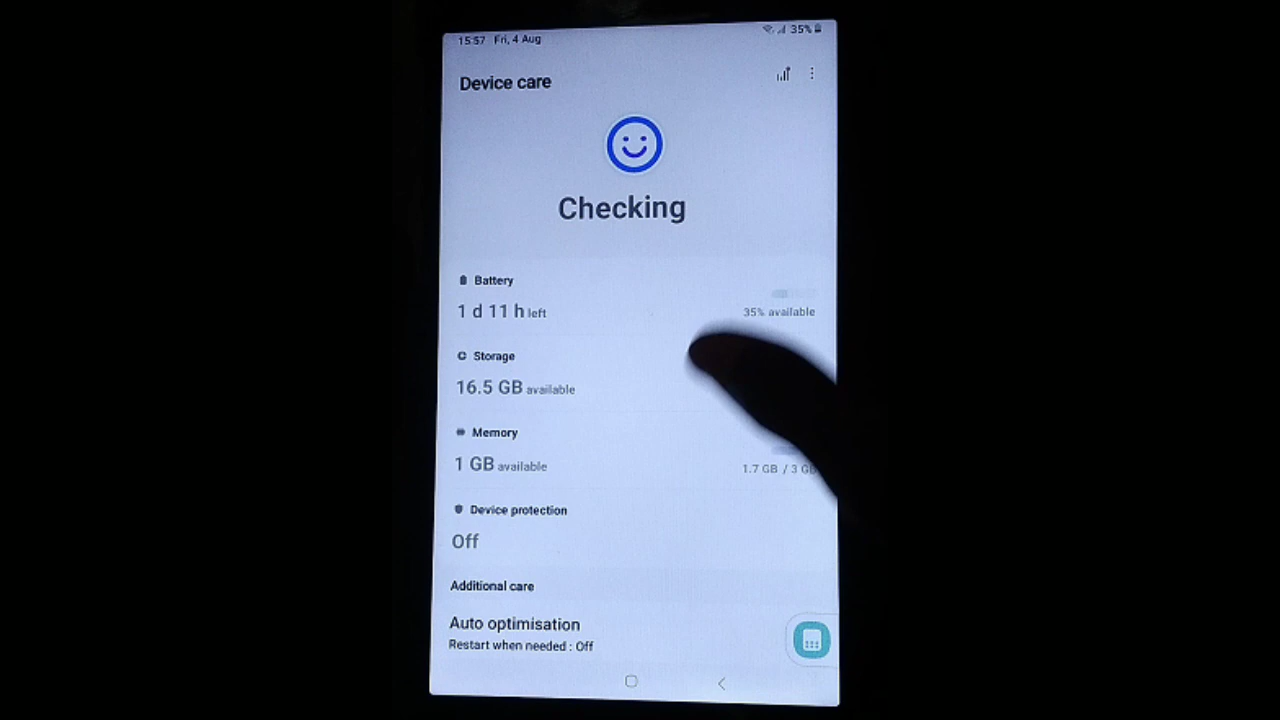 15:57 Fri, 4 Aug 35%
Device care
Checking
Battery
1 d 11 h left 35% available
Storage
16.5 GB available
Memory
1 GB available 1.7 GB / 3 GB
Device protection
Off
Additional care
Auto optimisation
Restart when needed : Off